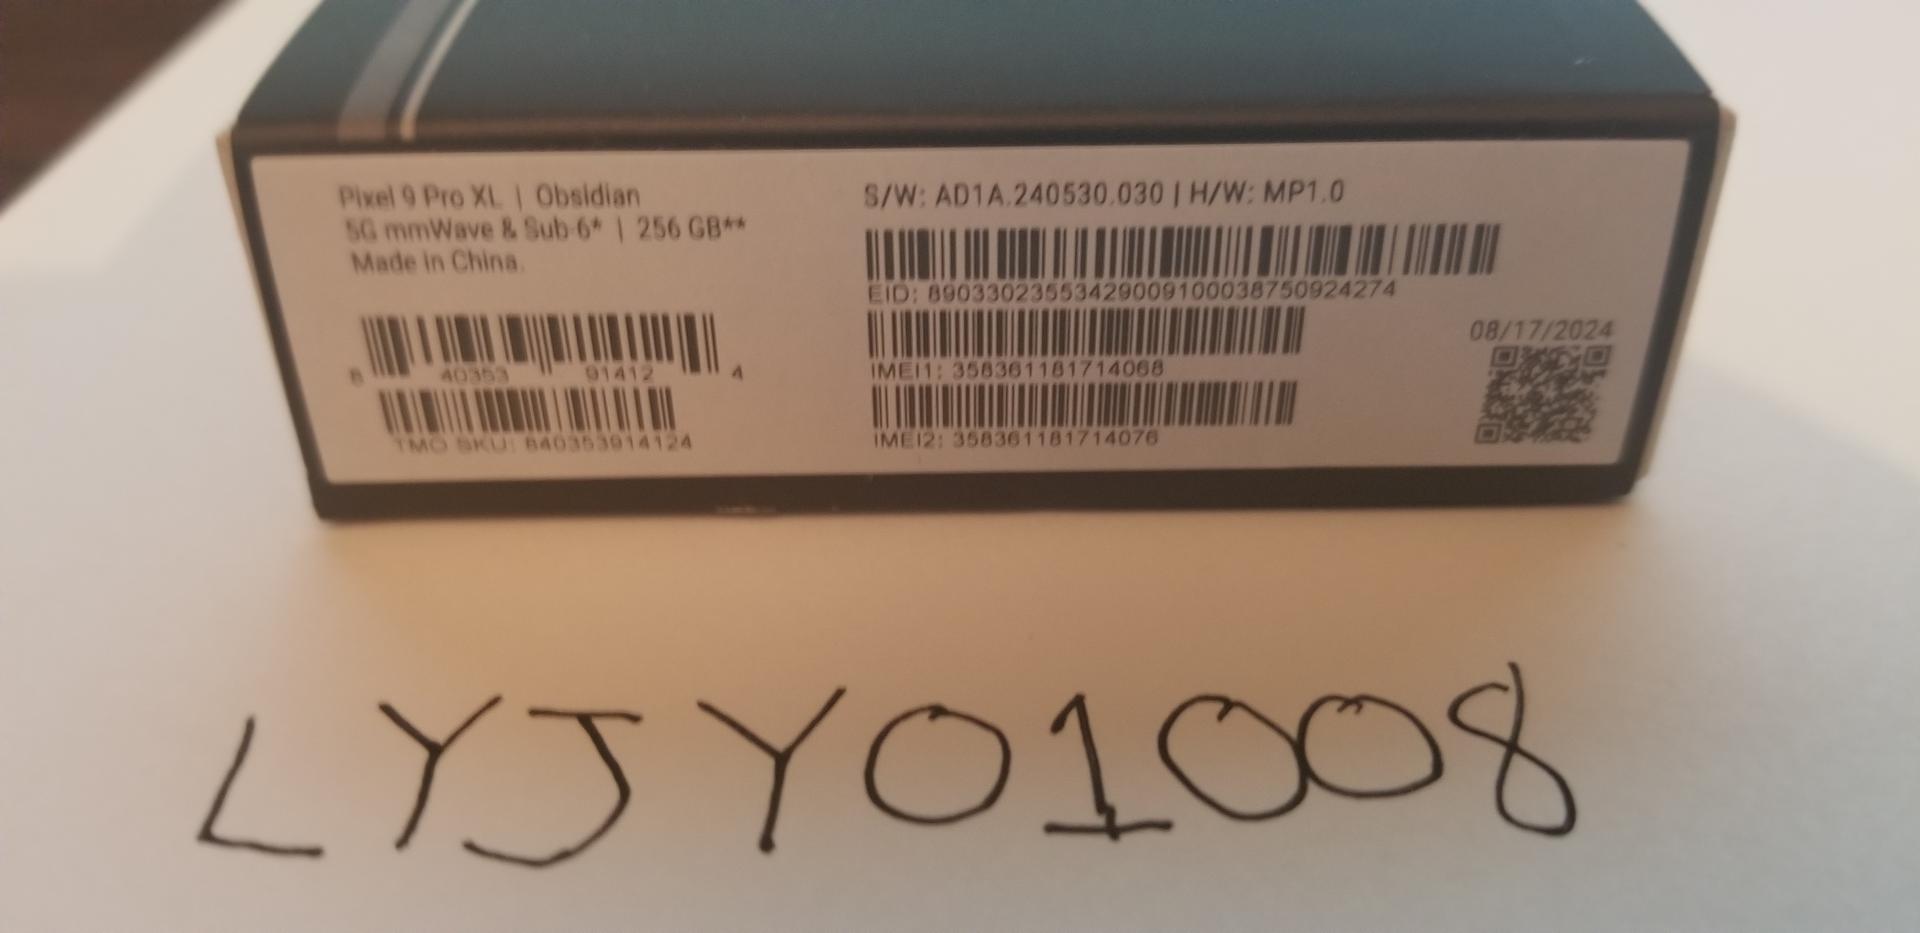 Pixel 9 Pro XL | Obsidian
5G mmWave & Sub-6* | 256 GB**
Made in China.
8 40353 91412 4
TMO SKU: 840353914124
S/W: AD1A.240530.030 | H/W: MP1.0
EID: 89033023553429009100038750924274
IMEI1: 358361181714068
IMEI2: 358361181714076
08/17/2024
LYJYO1008